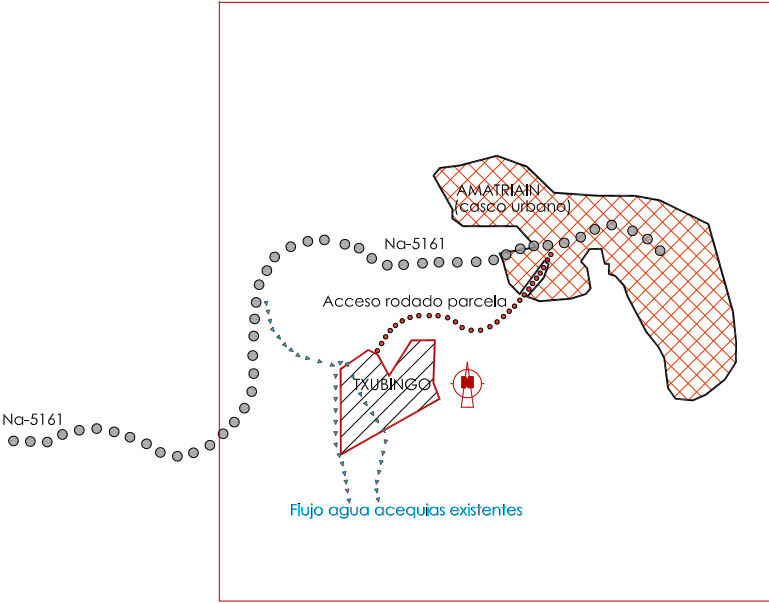 AMATRIAIN
(casco urbano)
Na-5161
Acceso rodado parcela
TXUBINGO
N
Na-5161
Flujo agua acequias existentes